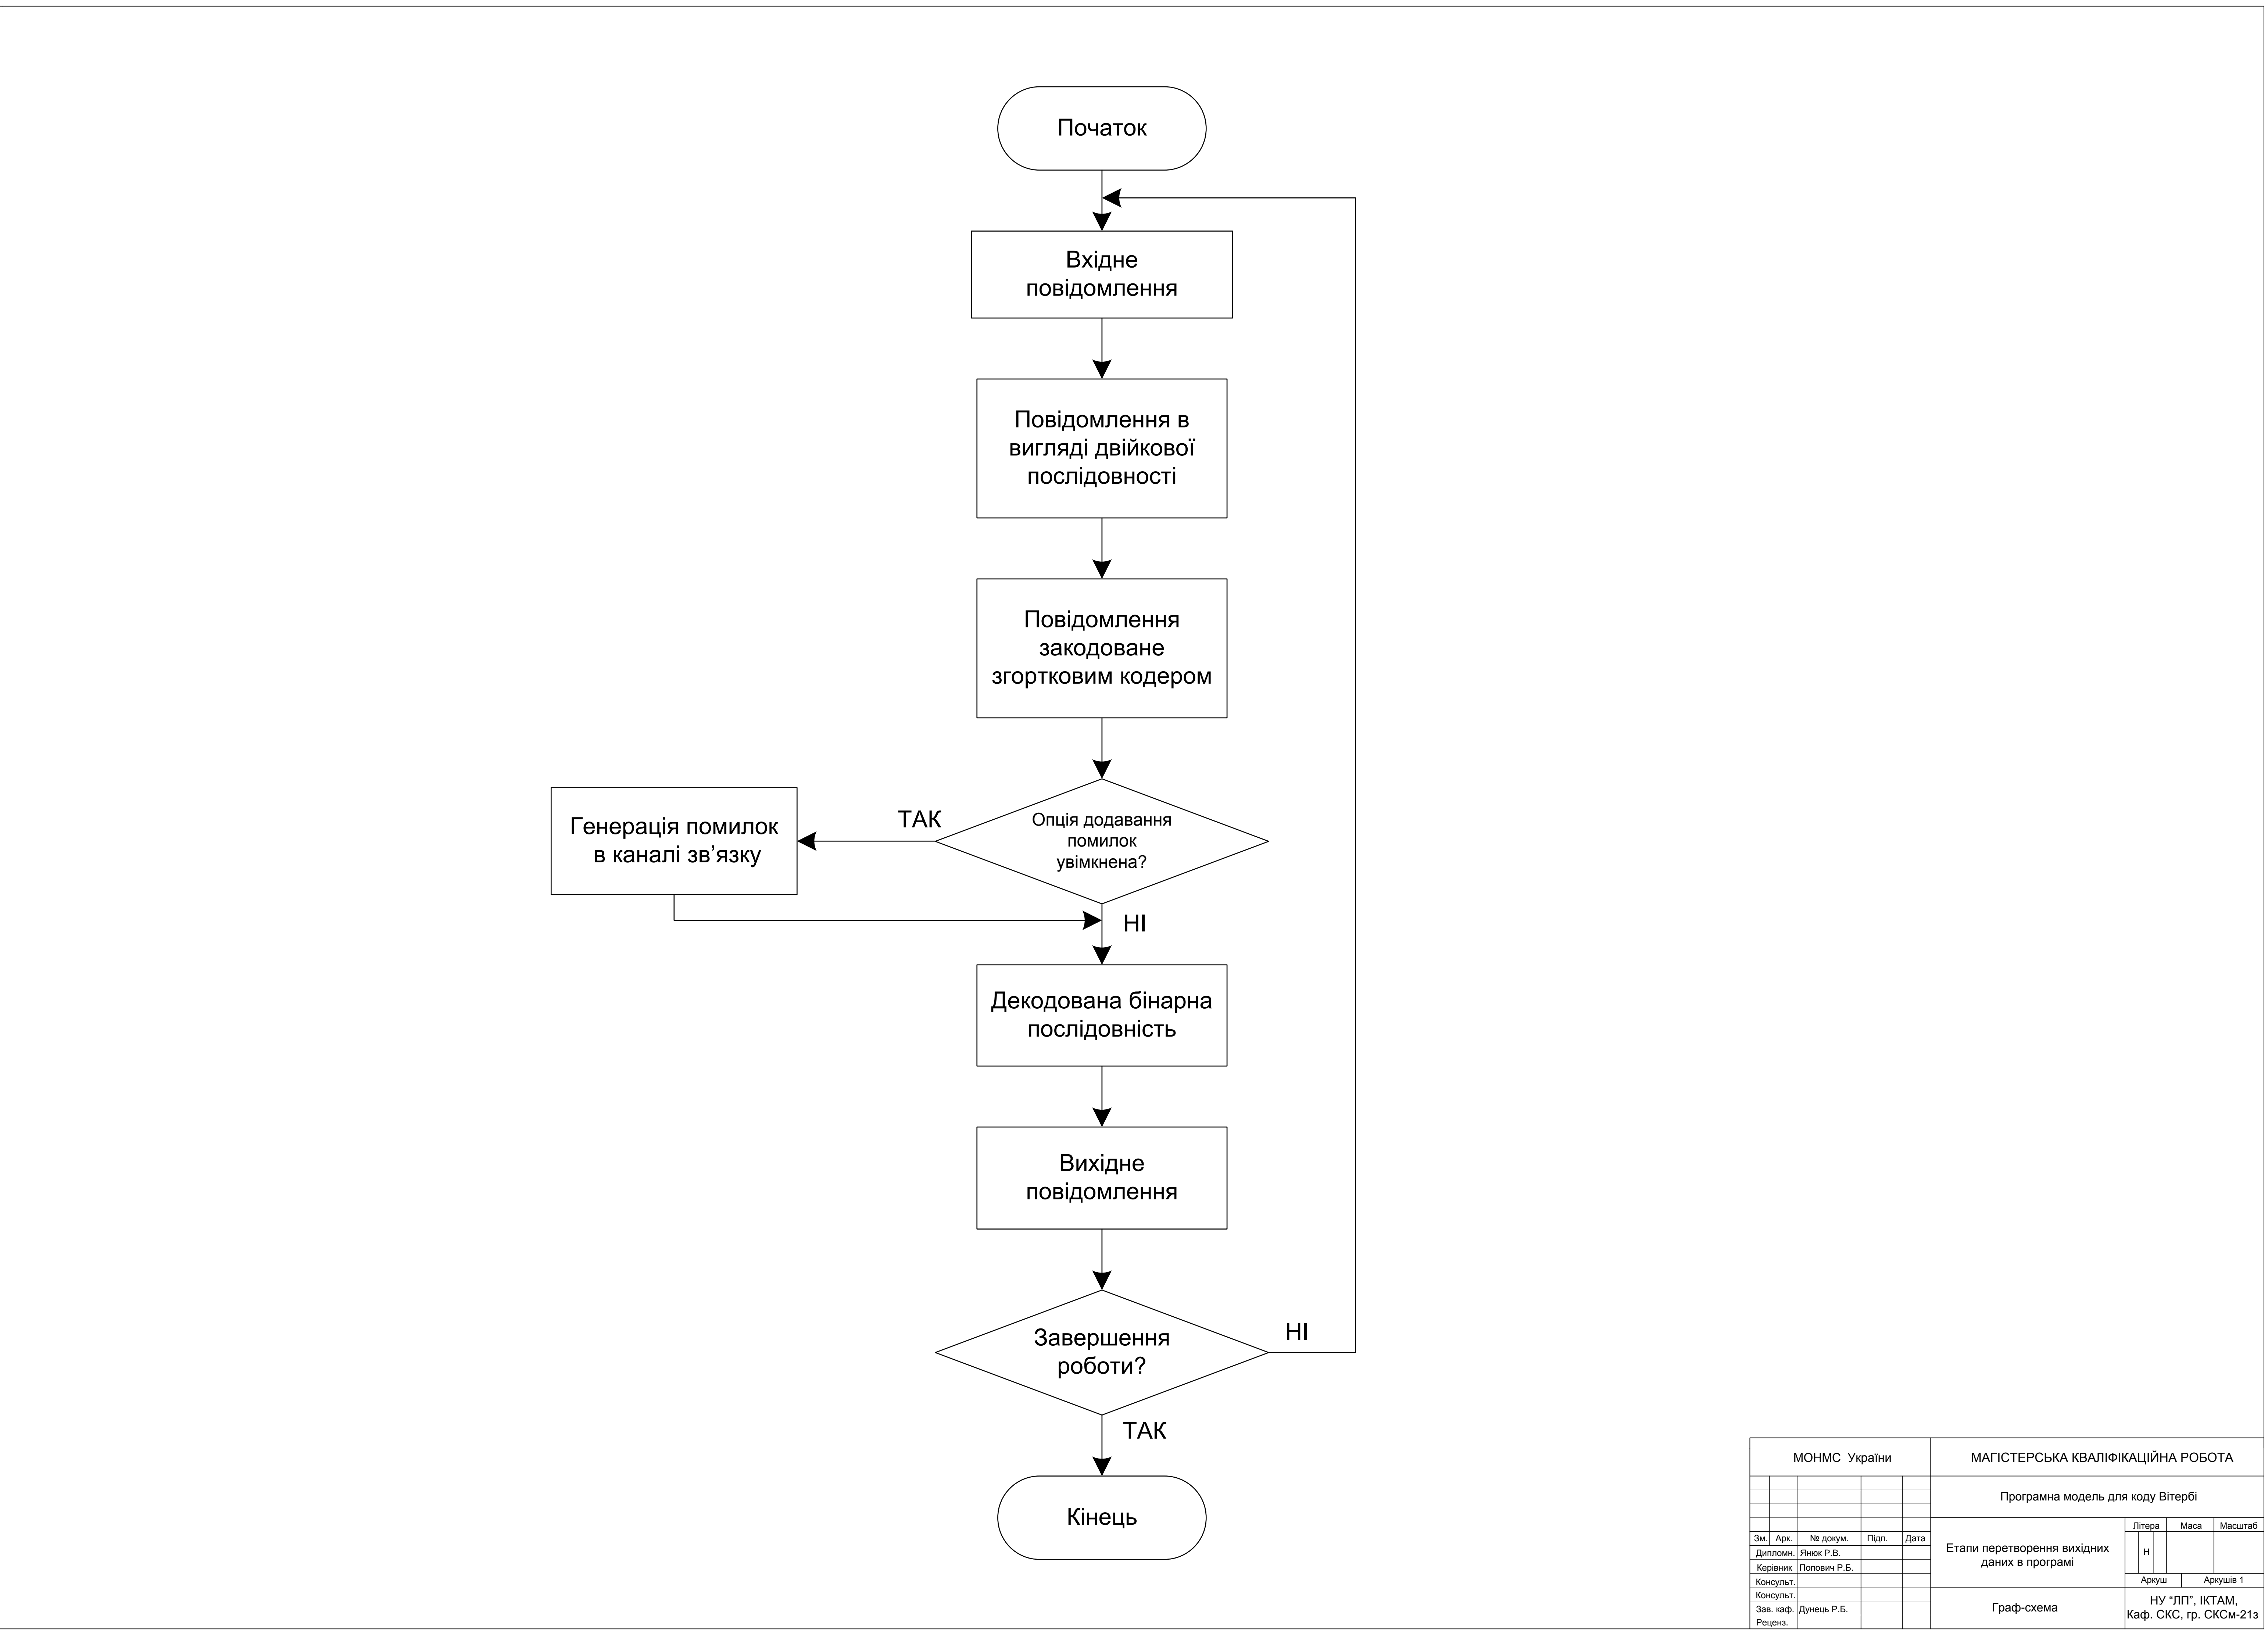 Початок
Вхідне
повідомлення
Повідомлення в
вигляді двійкової
послідовності
Повідомлення
закодоване
згортковим кодером
Опція додавання
помилок
увімкнена?
ТАК
Генерація помилок
в каналі зв’язку
НІ
Декодована бінарна
послідовність
Вихідне
повідомлення
Завершення
роботи?
НІ
ТАК
Кінець
МОНМС України
МАГІСТЕРСЬКА КВАЛІФІКАЦІЙНА РОБОТА
Програмна модель для коду Вітербі
Зм. Арк. № докум. Підп. Дата
Дипломн. Янюк Р.В.
Керівник Попович Р.Б.
Консульт.
Консульт.
Зав. каф. Дунець Р.Б.
Реценз.
Етапи перетворення вихідних
даних в програмі
Літера Маса Масштаб
Н
Аркуш Аркушів 1
Граф-схема
НУ “ЛП”, ІКТАМ,
Каф. СКС, гр. СКСм-21з